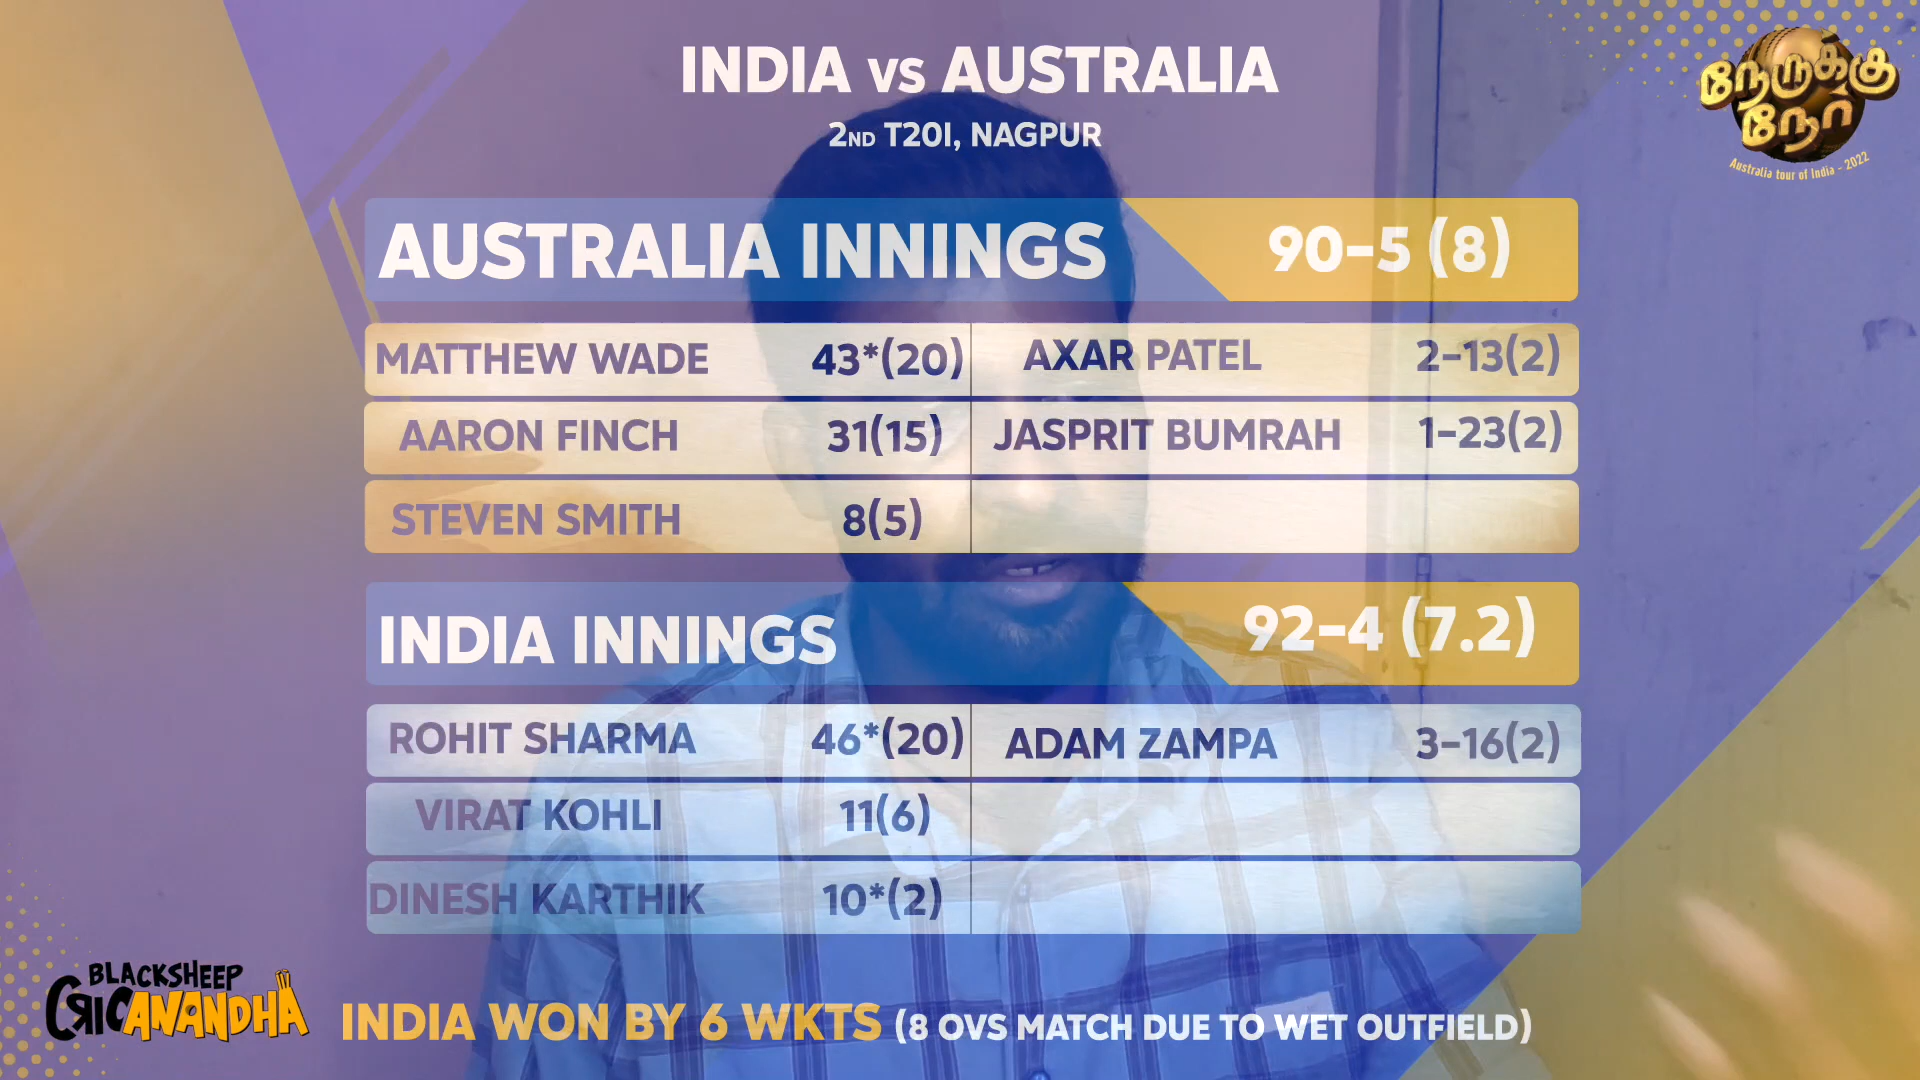 INDIA VS AUSTRALIA
2ND T20I, NAGPUR
நேருக்கு
நேர்
Australia tour of India - 2022
AUSTRALIA INNINGS 90-5 (8)
MATTHEW WADE 43*(20) AXAR PATEL 2-13(2)
AARON FINCH 31(15) JASPRIT BUMRAH 1-23(2)
STEVEN SMITH 8(5)
INDIA INNINGS 92-4 (7.2)
ROHIT SHARMA 46*(20) ADAM ZAMPA 3-16(2)
VIRAT KOHLI 11(6)
DINESH KARTHIK 10*(2)
BLACKSHEEP
CRICANANDHA
INDIA WON BY 6 WKTS (8 OVS MATCH DUE TO WET OUTFIELD)